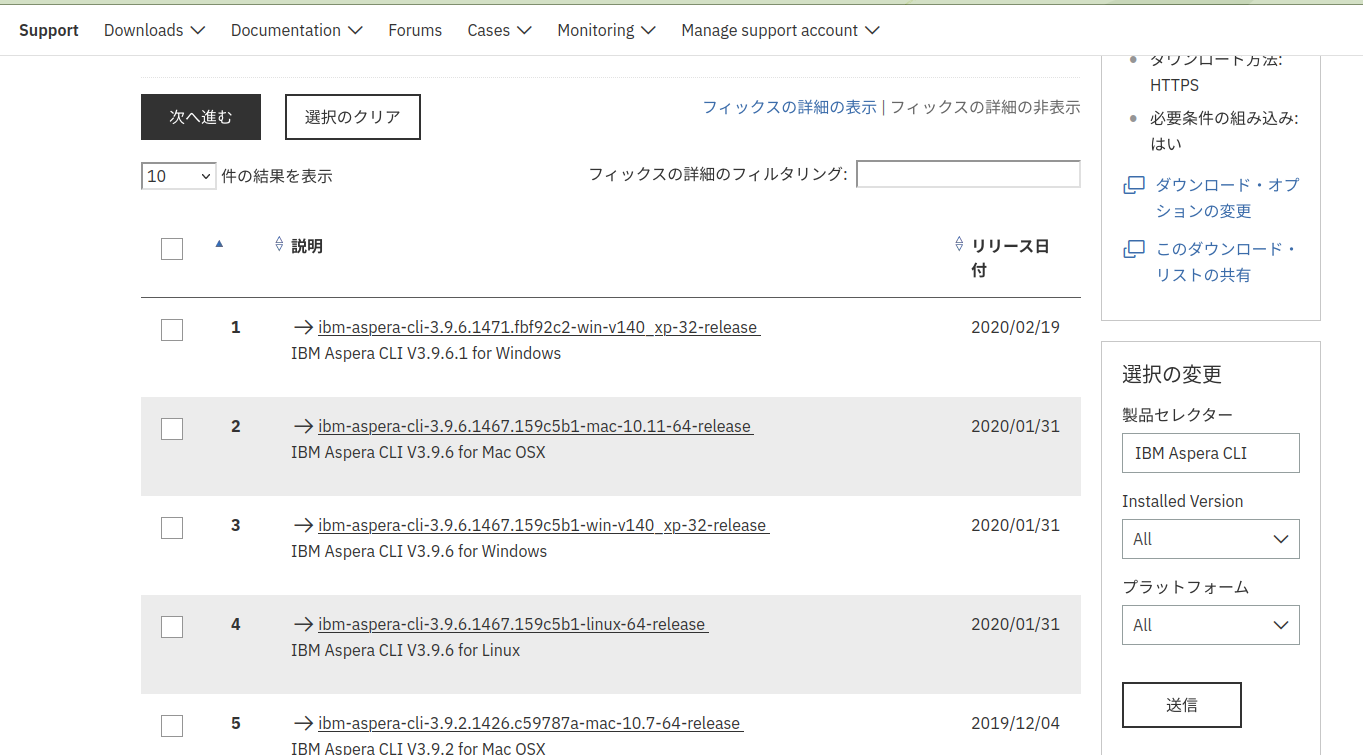 Support Downloads Documentation Forums Cases Monitoring Manage support account
次へ進む 選択のクリア フィックスの詳細の表示 | フィックスの詳細の非表示
10 件の結果を表示 フィックスの詳細のフィルタリング:
説明 リリース日
付
1 ibm-aspera-cli-3.9.6.1471.fbf92c2-win-v140_xp-32-release 2020/02/19
IBM Aspera CLI V3.9.6.1 for Windows
2 ibm-aspera-cli-3.9.6.1467.159c5b1-mac-10.11-64-release 2020/01/31
IBM Aspera CLI V3.9.6 for Mac OSX
3 ibm-aspera-cli-3.9.6.1467.159c5b1-win-v140_xp-32-release 2020/01/31
IBM Aspera CLI V3.9.6 for Windows
4 ibm-aspera-cli-3.9.6.1467.159c5b1-linux-64-release 2020/01/31
IBM Aspera CLI V3.9.6 for Linux
5 ibm-aspera-cli-3.9.2.1426.c59787a-mac-10.7-64-release 2019/12/04
IBM Aspera CLI V3.9.2 for Mac OSX
ダウンロード方法:
HTTPS
必要条件の組み込み:
はい
ダウンロード・オプ
ションの変更
このダウンロード・
リストの共有
選択の変更
製品セレクター
IBM Aspera CLI
Installed Version
All
プラットフォーム
All
送信